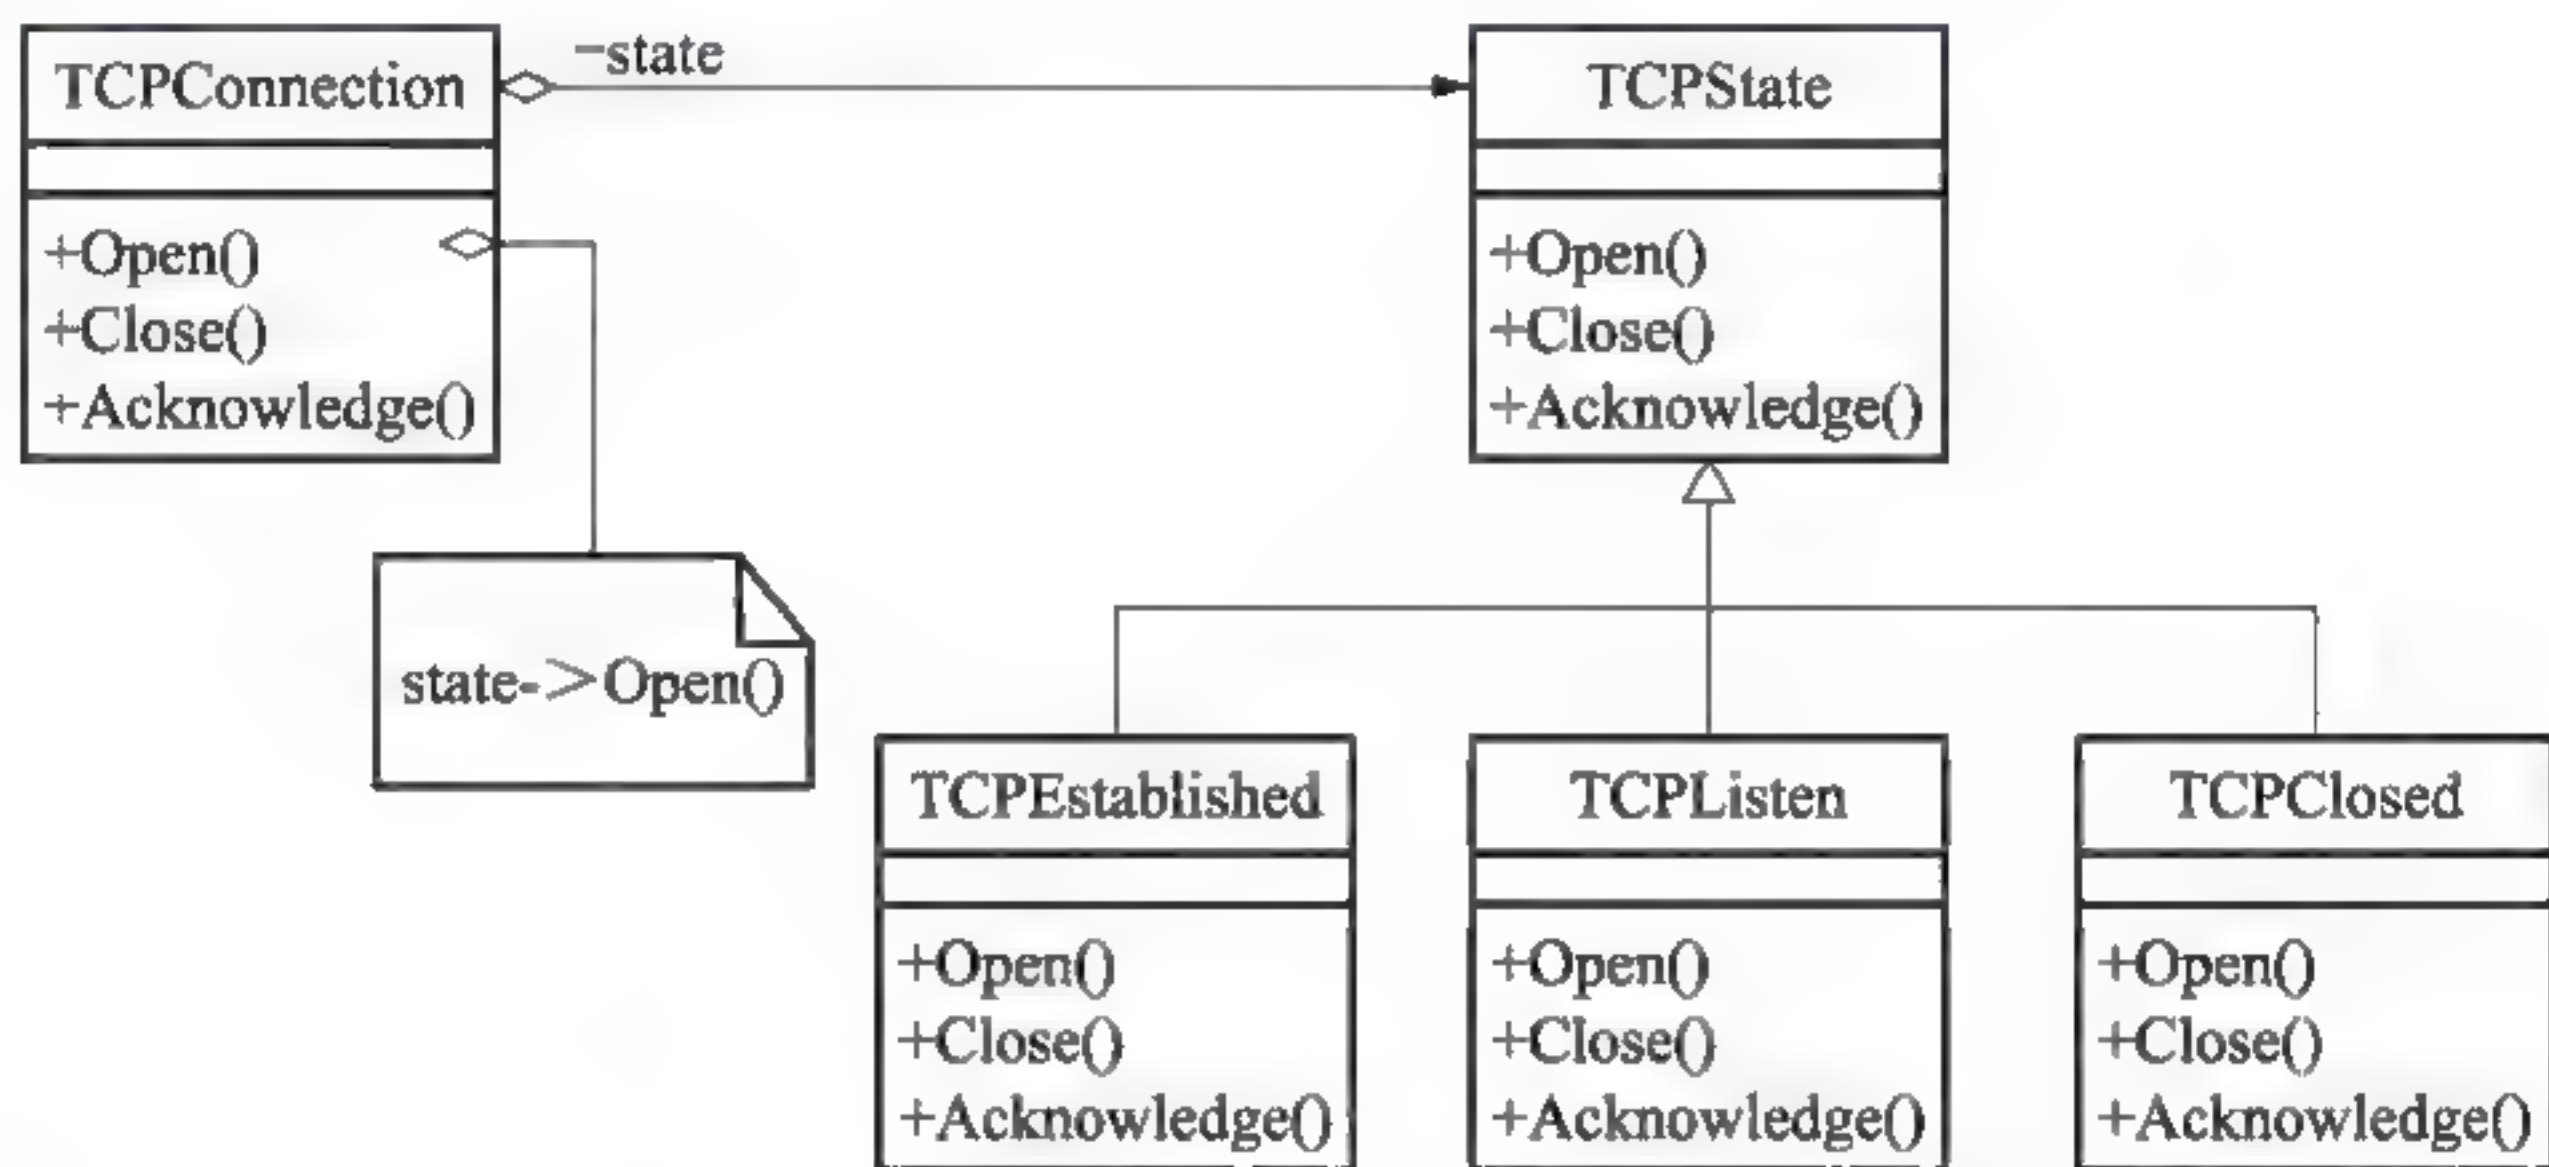 TCPConnection
-state
TCPState
+Open()
+Close()
+Acknowledge()
+Open()
+Close()
+Acknowledge()
state->Open()
TCPEstablished
TCPListen
TCPClosed
+Open()
+Close()
+Acknowledge()
+Open()
+Close()
+Acknowledge()
+Open()
+Close()
+Acknowledge()